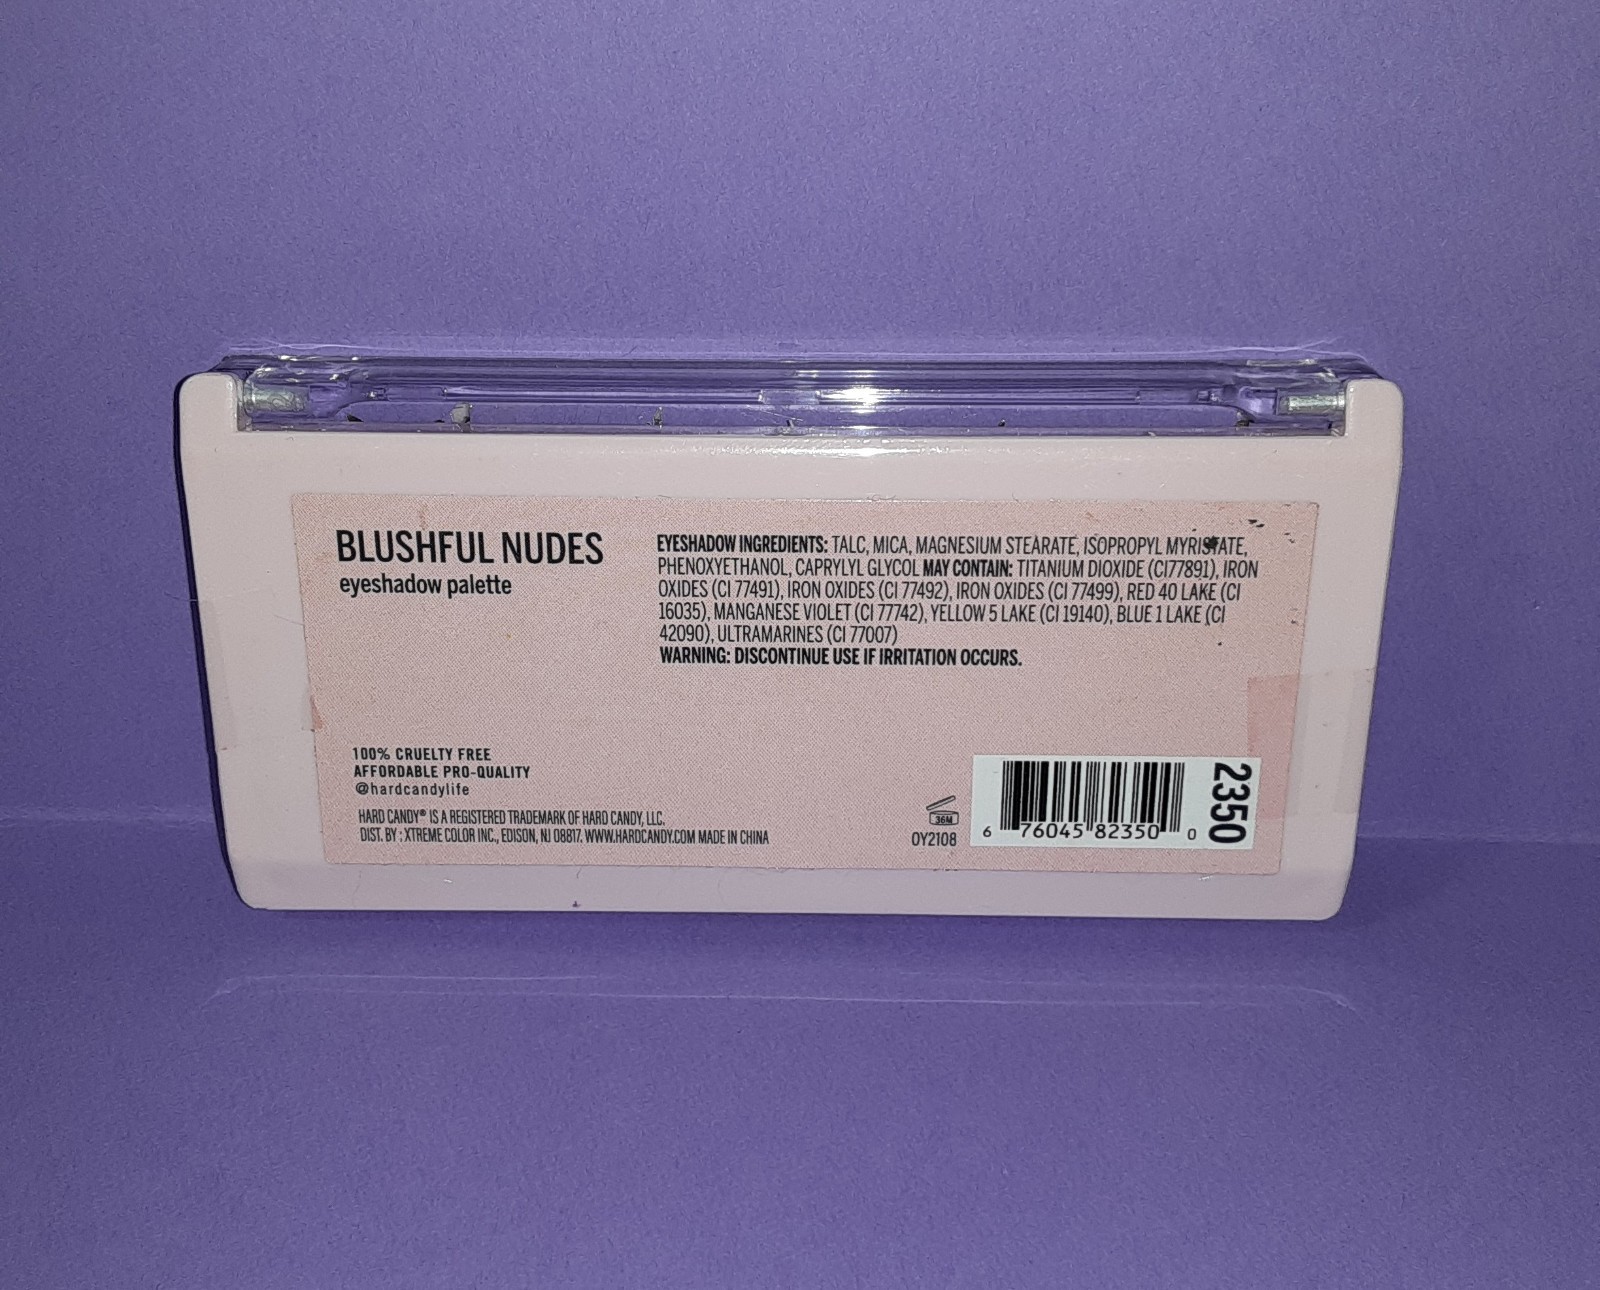 BLUSHFUL NUDES
eyeshadow palette
EYESHADOW INGREDIENTS: TALC, MICA, MAGNESIUM STEARATE, ISOPROPYL MYRISTATE,
PHENOXYETHANOL, CAPRYLYL GLYCOL MAY CONTAIN: TITANIUM DIOXIDE (CI77891), IRON
OXIDES (CI 77491), IRON OXIDES (CI 77492), IRON OXIDES (CI 77499), RED 40 LAKE (CI
16035), MANGANESE VIOLET (CI 77742), YELLOW 5 LAKE (CI 19140), BLUE 1 LAKE (CI
42090), ULTRAMARINES (CI 77007)
WARNING: DISCONTINUE USE IF IRRITATION OCCURS.
100% CRUELTY FREE
AFFORDABLE PRO-QUALITY
@hardcandylife
HARD CANDY® IS A REGISTERED TRADEMARK OF HARD CANDY, LLC.
DIST. BY : XTREME COLOR INC., EDISON, NJ 08817. WWW.HARDCANDY.COM MADE IN CHINA
36M
OY2108
6 76045 82350 0
2350